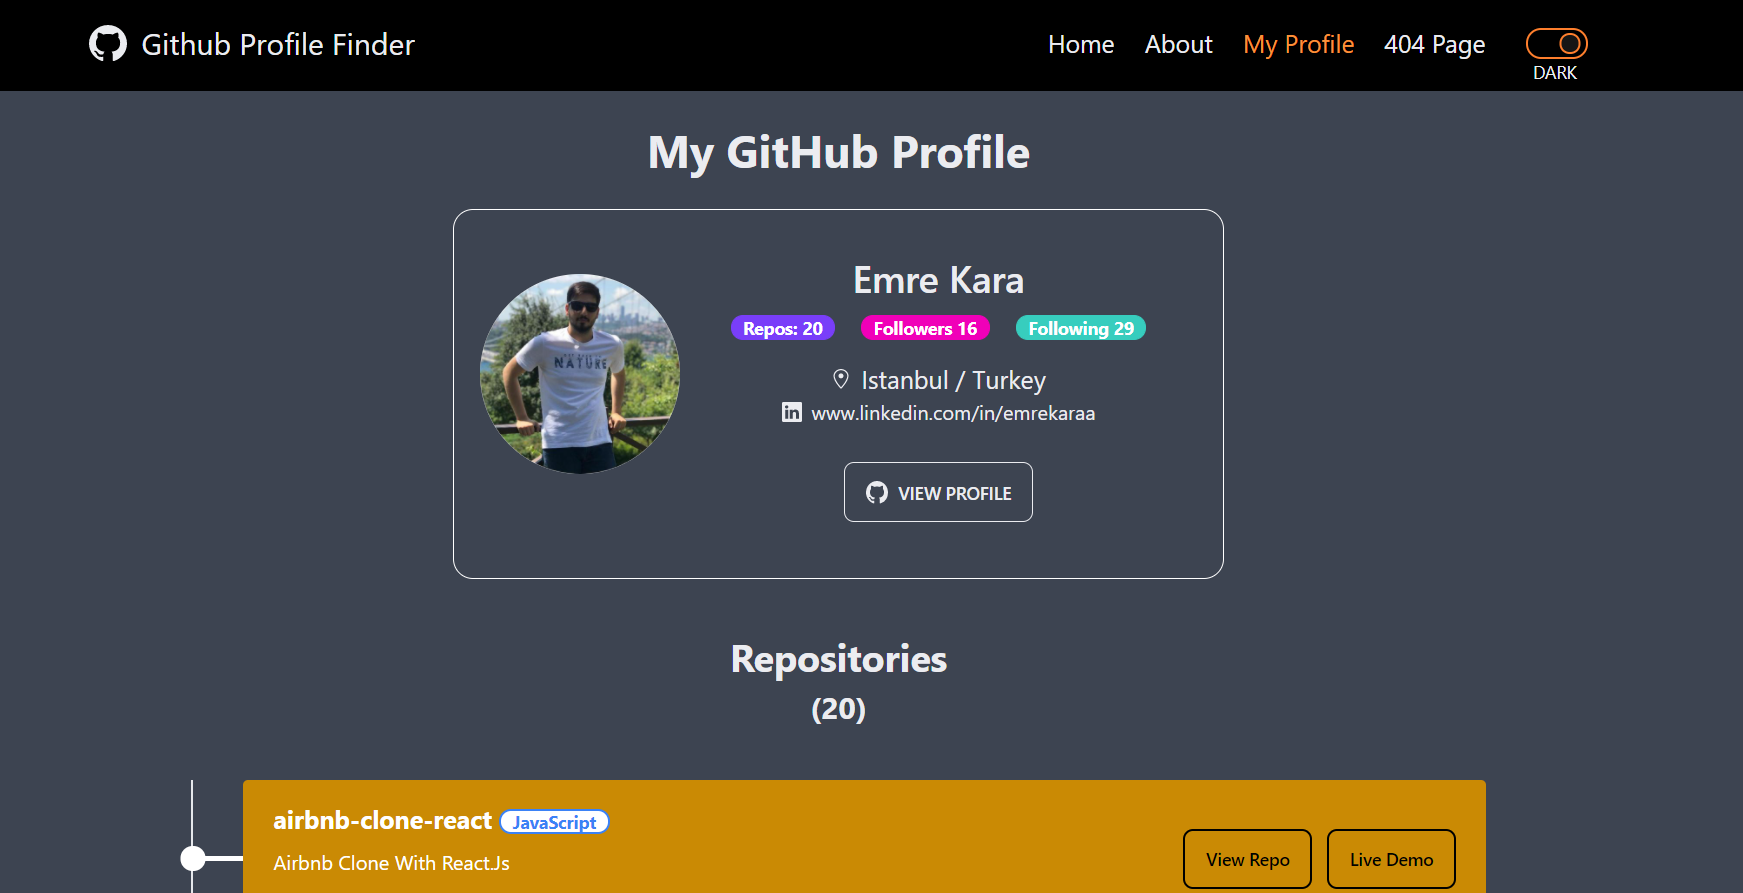 Github Profile Finder
Home About My Profile 404 Page
DARK
My GitHub Profile
NATURE
Emre Kara
Repos: 20 Followers 16 Following 29
Istanbul / Turkey
www.linkedin.com/in/emrekaraa
VIEW PROFILE
Repositories
(20)
airbnb-clone-react JavaScript
Airbnb Clone With React.Js
View Repo Live Demo